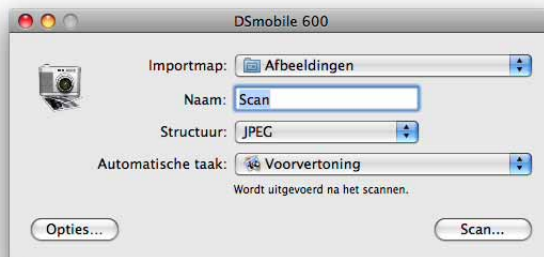 DSmobile 600
Importmap: Afbeeldingen
Naam: Scan
Structuur: JPEG
Automatische taak: Voorvertoning
Wordt uitgevoerd na het scannen.
Opties... Scan...